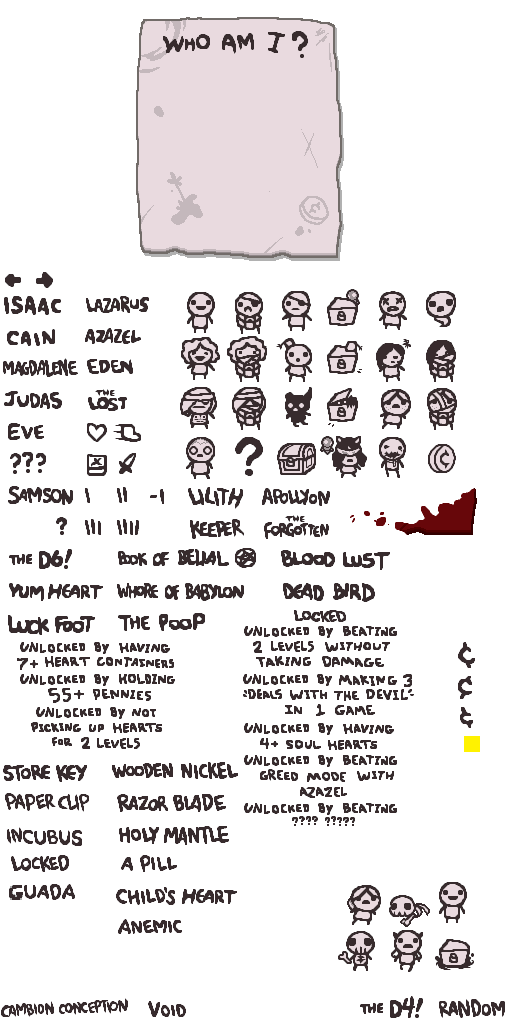 WHO AM I?
ISAAC LAZARUS
CAIN AZAZEL
MAGDALENE EDEN
JUDAS THE LOST
EVE
???
?
SAMSON I II -I LILITH APOLLYON
? III IIII KEEPER THE FORGOTTEN
THE D6! BOOK OF BELIAL BLOOD LUST
YUM HEART WHORE OF BABYLON DEAD BIRD
LUCK FOOT THE POOP
LOCKED
UNLOCKED BY HAVING
7+ HEART CONTAINERS
UNLOCKED BY HOLDING
55+ PENNIES
UNLOCKED BY NOT
PICKING UP HEARTS
FOR 2 LEVELS
UNLOCKED BY BEATING
2 LEVELS WITHOUT
TAKING DAMAGE
UNLOCKED BY MAKING 3
"DEALS WITH THE DEVIL"
IN 1 GAME
UNLOCKED BY HAVING
4+ SOUL HEARTS
UNLOCKED BY BEATING
GREED MODE WITH
AZAZEL
UNLOCKED BY BEATING
???? ?????
¢
¢
¢
STORE KEY WOODEN NICKEL
PAPER CLIP RAZOR BLADE
INCUBUS HOLY MANTLE
LOCKED A PILL
GUADA CHILD'S HEART
ANEMIC
CAMBION CONCEPTION VOID THE D4! RANDOM